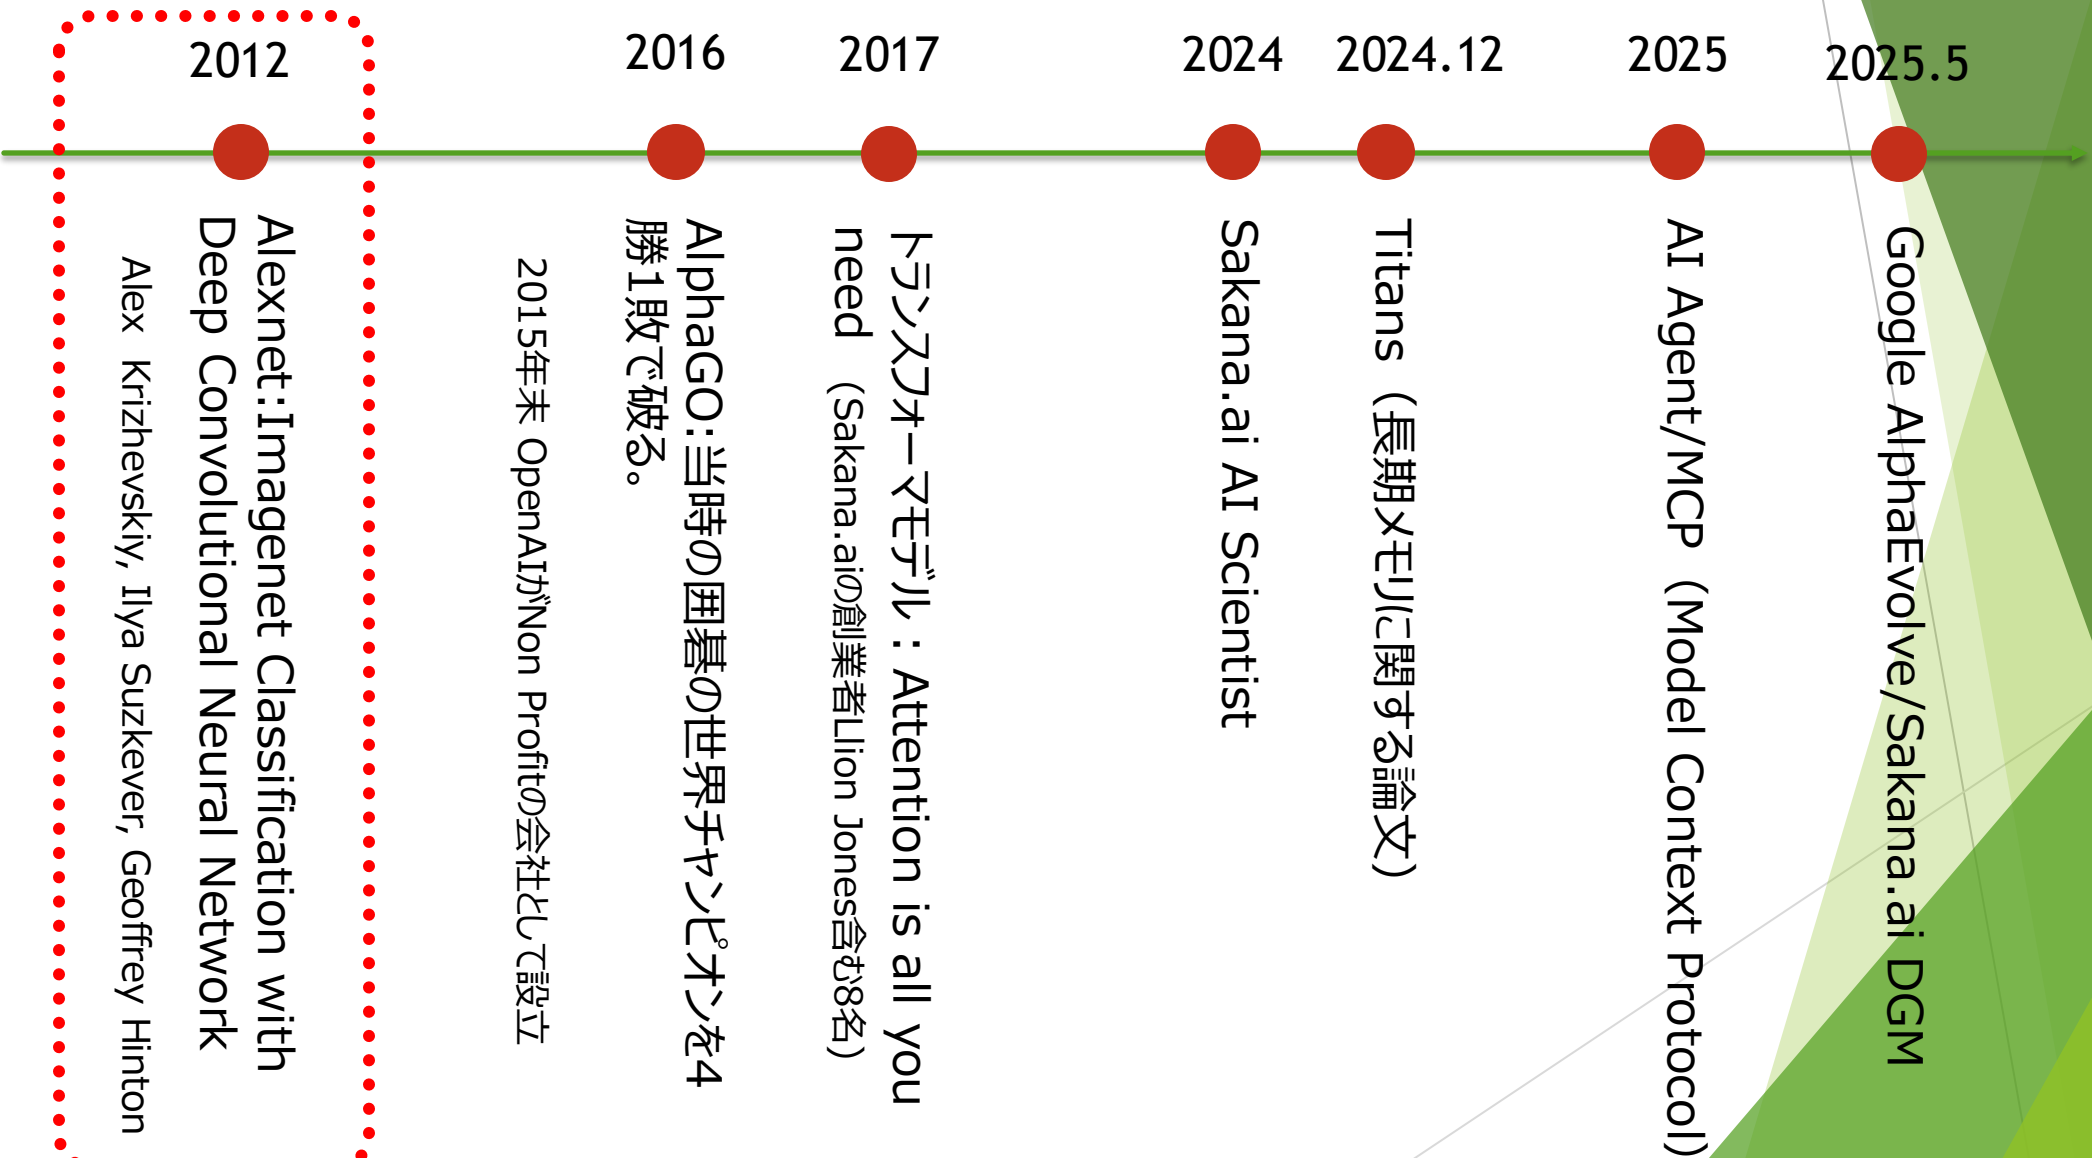 2012
Alexnet:Imagenet Classification with
Deep Convolutional Neural Network
Alex Krizhevskiy, Ilya Suzkever, Geoffrey Hinton
2015年末 OpenAIがNon Profitの会社として設立
2016
AlphaGO:当時の囲碁の世界チャンピオンを4
勝1敗で破る。
2017
トランスフォーマモデル：Attention is all you
need （Sakana.aiの創業者Llion Jones含む8名）
2024
Sakana.ai AI Scientist
2024.12
Titans（長期メモリに関する論文）
2025
AI Agent/MCP（Model Context Protocol）
2025.5
Google AlphaEvolve/Sakana.ai DGM